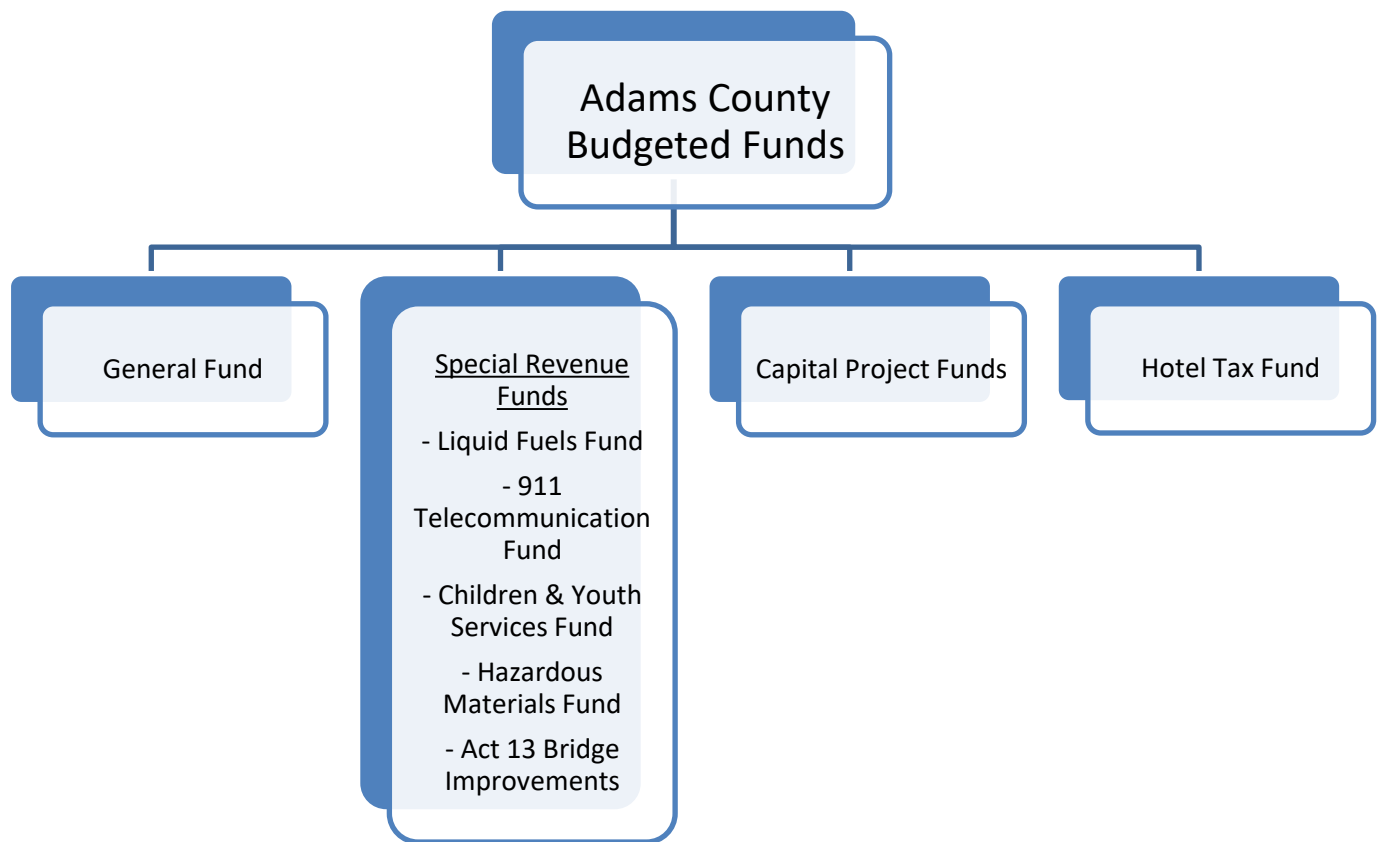 Adams County
Budgeted Funds
General Fund
Special Revenue
Funds
- Liquid Fuels Fund
- 911
Telecommunication
Fund
- Children & Youth
Services Fund
- Hazardous
Materials Fund
- Act 13 Bridge
Improvements
Capital Project Funds
Hotel Tax Fund